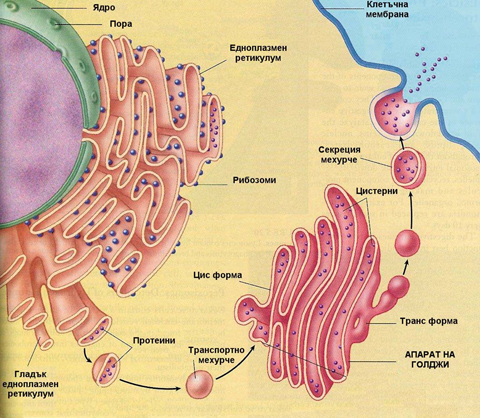 Ядро
Пора
Едноплазмен
ретикулум
Клетъчна
мембрана
Секреция
мехурче
Рибозоми
Цистерни
Цис форма
Транс форма
Протеини
Транспортно
мехурче
АПАРАТ НА
ГОЛДЖИ
Гладък
едноплазмен
ретикулум